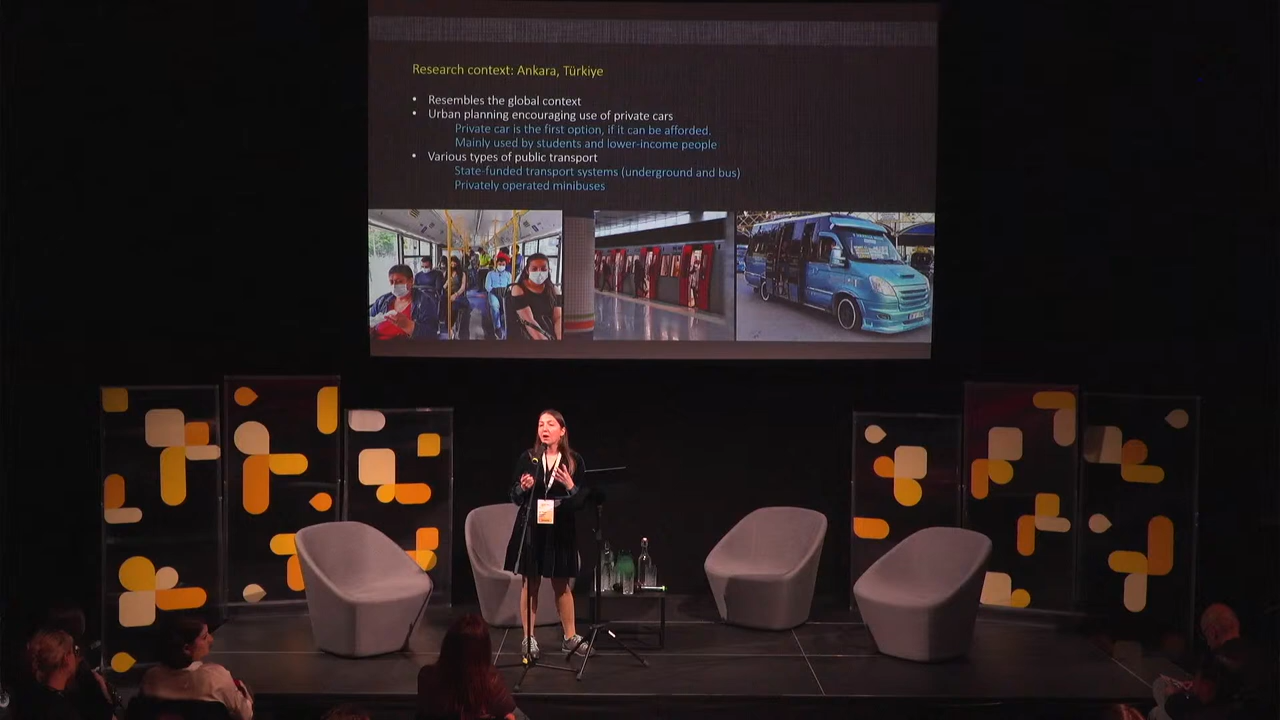 Research context: Ankara, Türkiye
• Resembles the global context
• Urban planning encouraging use of private cars
Private car is the first option, if it can be afforded.
Mainly used by students and lower-income people
• Various types of public transport
State-funded transport systems (underground and bus)
Privately operated minibuses